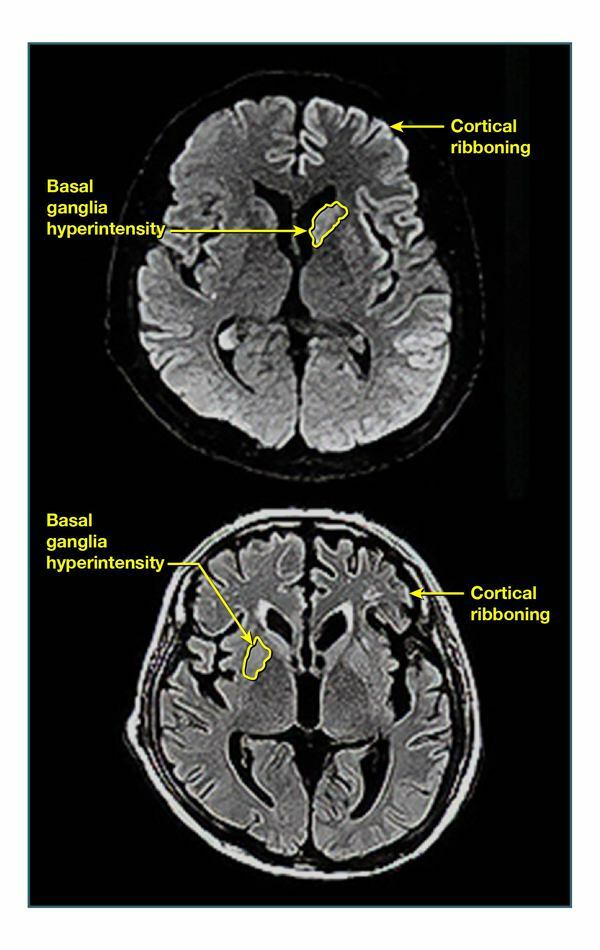 Cortical
ribboning
Basal
ganglia
hyperintensity
Basal
ganglia
hyperintensity
Cortical
ribboning